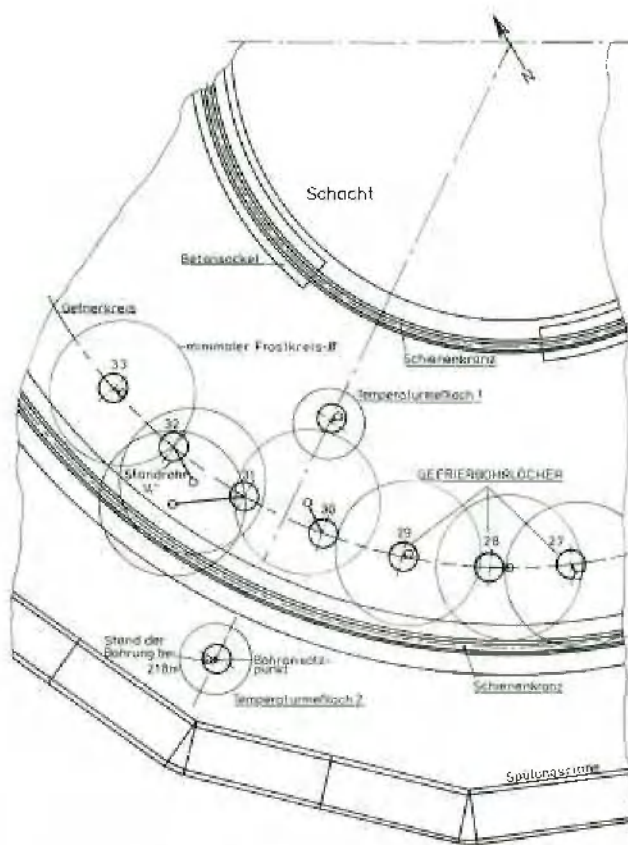 N
Schacht
Betonsockel
Gefrierkreis
minimaler Frostkreis-Ø
Schienenkranz
33
Temperaturmeßloch 1
32
Standrohr
31
GEFRIERBOHRLÖCHER
30
29
28
27
Stand der
Bohrung bei
218m
Bohransatz-
punkt
Temperaturmeßloch 2
Schienenkranz
Spülungsrinne